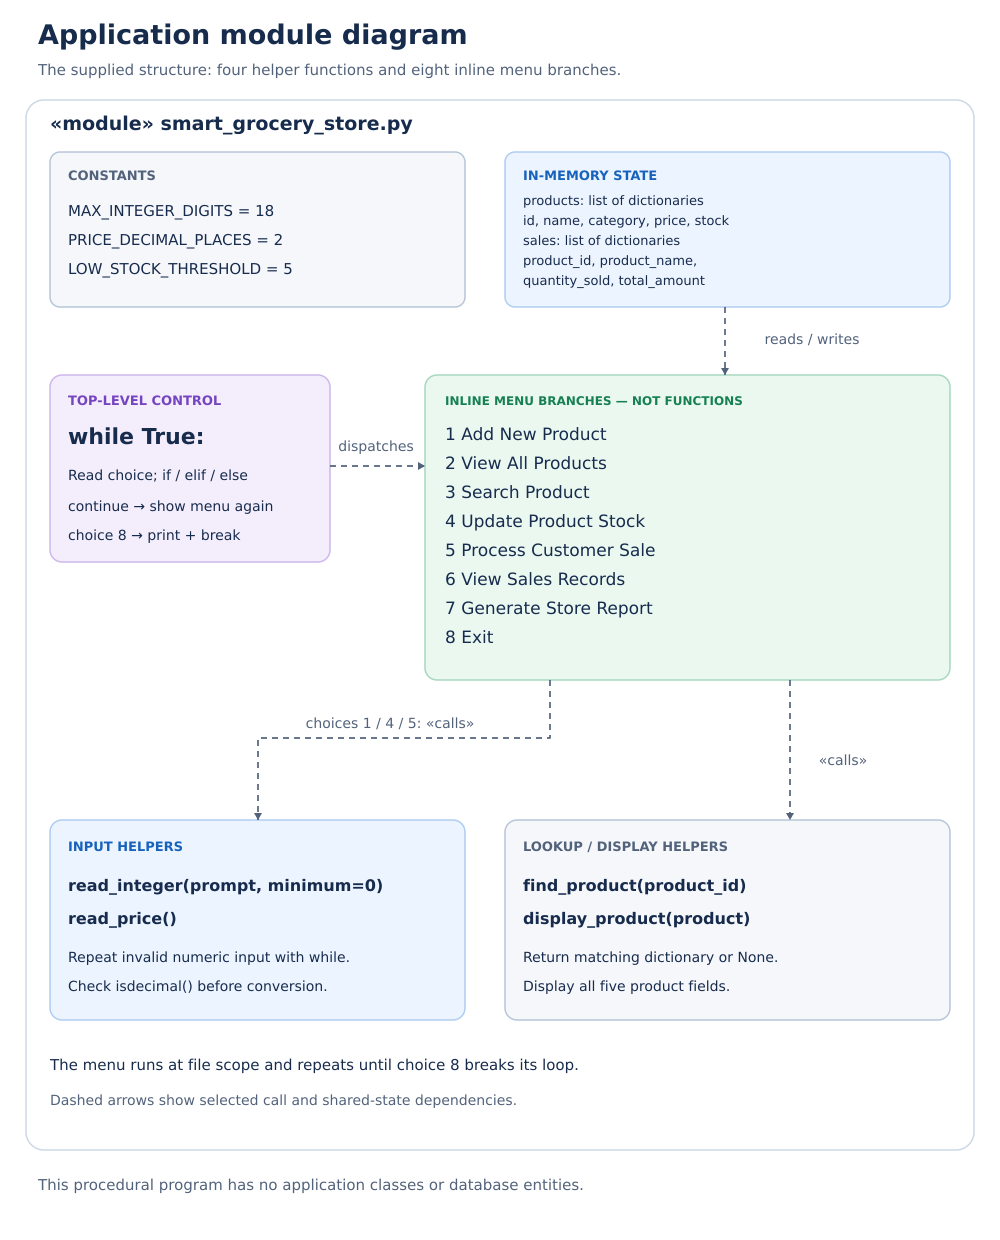 Application module diagram
The supplied structure: four helper functions and eight inline menu branches.
«module» smart_grocery_store.py
CONSTANTS
MAX_INTEGER_DIGITS = 18
PRICE_DECIMAL_PLACES = 2
LOW_STOCK_THRESHOLD = 5
IN-MEMORY STATE
products: list of dictionaries
id, name, category, price, stock
sales: list of dictionaries
product_id, product_name,
quantity_sold, total_amount
reads / writes
TOP-LEVEL CONTROL
while True:
Read choice; if / elif / else
continue → show menu again
choice 8 → print + break
dispatches
INLINE MENU BRANCHES — NOT FUNCTIONS
1 Add New Product
2 View All Products
3 Search Product
4 Update Product Stock
5 Process Customer Sale
6 View Sales Records
7 Generate Store Report
8 Exit
choices 1 / 4 / 5: «calls»
«calls»
INPUT HELPERS
read_integer(prompt, minimum=0)
read_price()
Repeat invalid numeric input with while.
Check isdecimal() before conversion.
LOOKUP / DISPLAY HELPERS
find_product(product_id)
display_product(product)
Return matching dictionary or None.
Display all five product fields.
The menu runs at file scope and repeats until choice 8 breaks its loop.
Dashed arrows show selected call and shared-state dependencies.
This procedural program has no application classes or database entities.